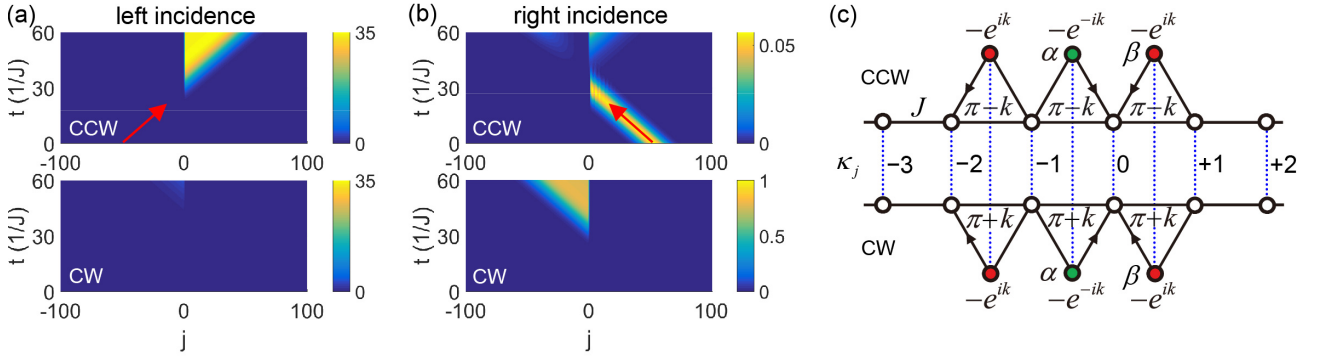 (a) left incidence
60
30
0
t (1/J)
CCW
-100 0 100
35
0
60
30
0
t (1/J)
CW
-100 0 100
j
35
0
(b) right incidence
60
30
0
t (1/J)
CCW
-100 0 100
0.05
0
60
30
0
t (1/J)
CW
-100 0 100
j
1
0.5
0
(c)
−e^{ik} −e^{−ik} −e^{ik}
α β
CCW
J π−k π−k π−k
κ_j −3 −2 −1 0 +1 +2
π+k π+k π+k
CW
α β
−e^{ik} −e^{−ik} −e^{ik}